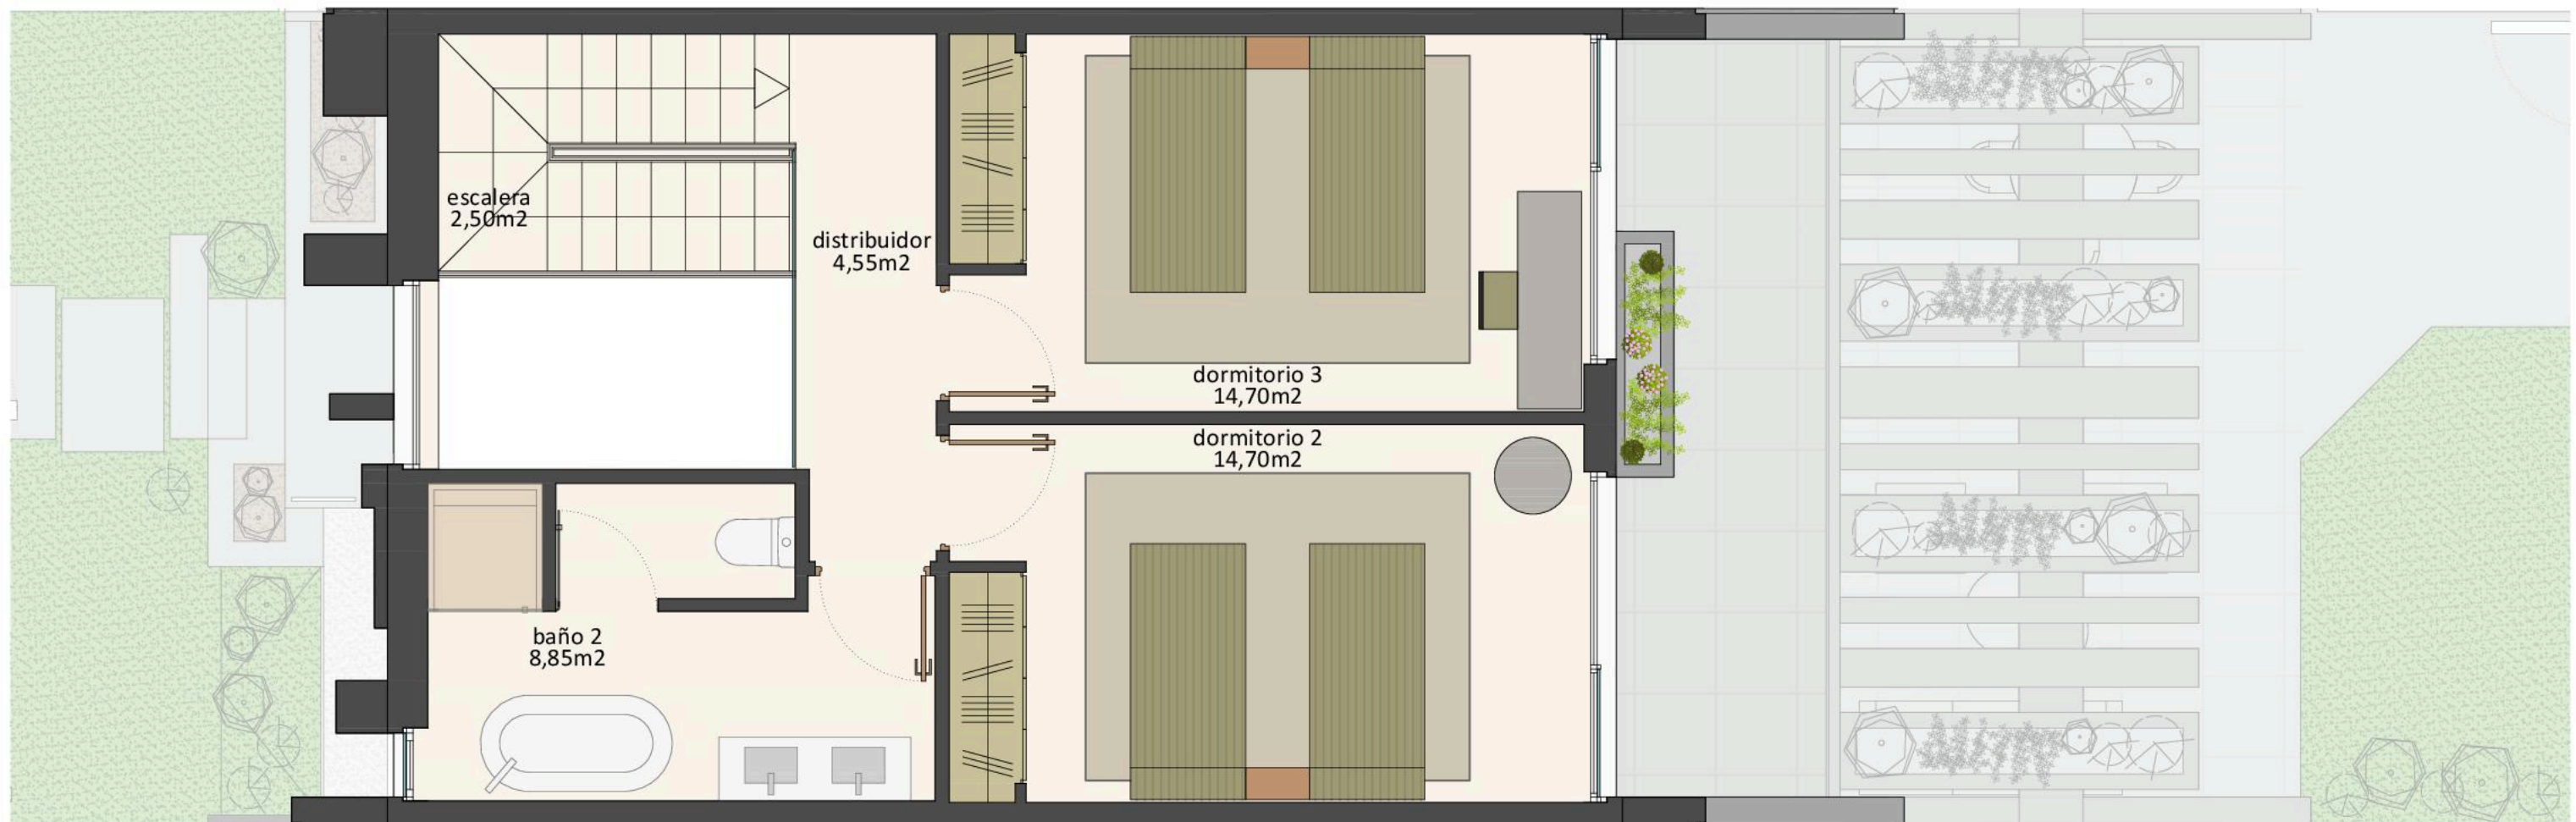 escalera
2,50m2
distribuidor
4,55m2
dormitorio 3
14,70m2
dormitorio 2
14,70m2
baño 2
8,85m2